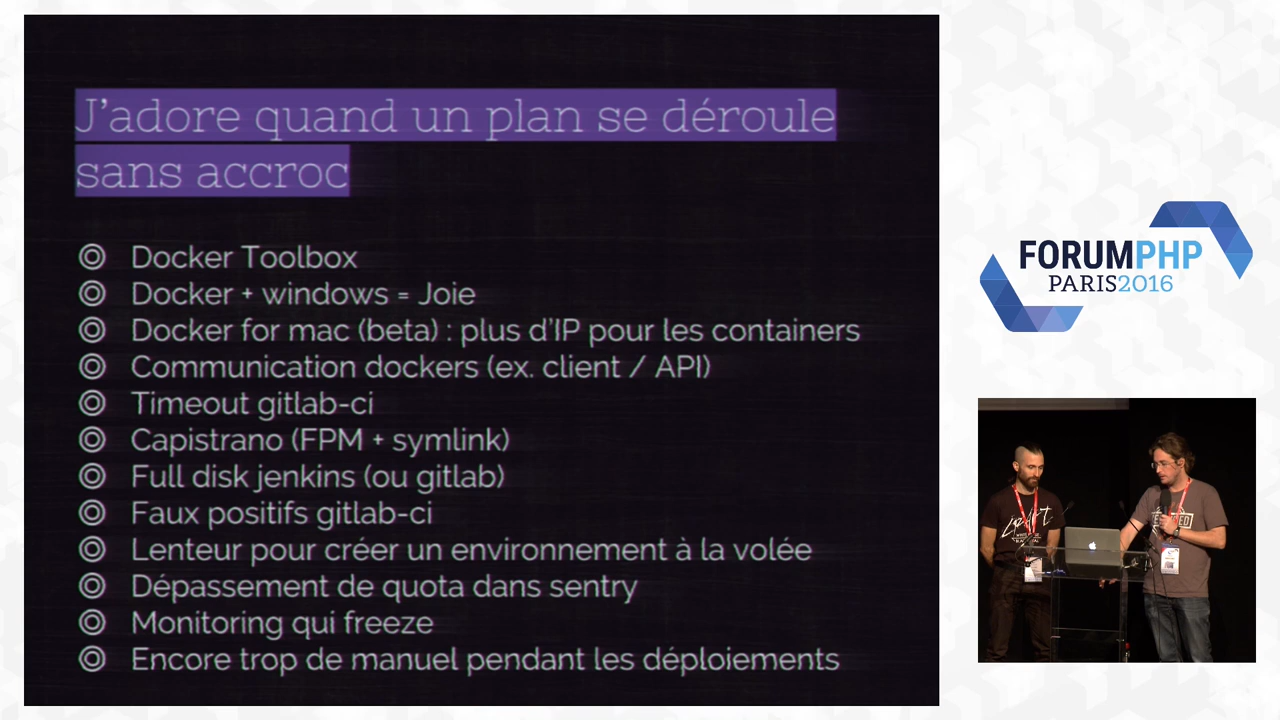 J’adore quand un plan se déroule
sans accroc
◎ Docker Toolbox
◎ Docker + windows = Joie
◎ Docker for mac (beta) : plus d’IP pour les containers
◎ Communication dockers (ex. client / API)
◎ Timeout gitlab-ci
◎ Capistrano (FPM + symlink)
◎ Full disk jenkins (ou gitlab)
◎ Faux positifs gitlab-ci
◎ Lenteur pour créer un environnement à la volée
◎ Dépassement de quota dans sentry
◎ Monitoring qui freeze
◎ Encore trop de manuel pendant les déploiements
FORUMPHP
PARIS2016